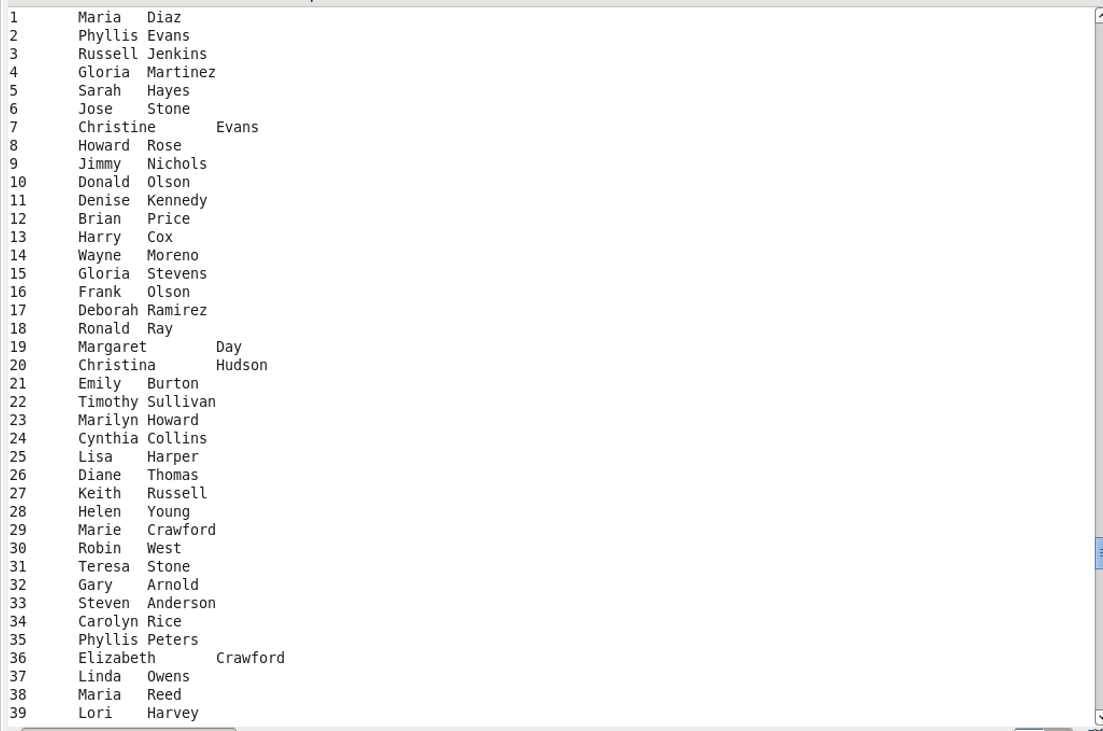 1 Maria Diaz
2 Phyllis Evans
3 Russell Jenkins
4 Gloria Martinez
5 Sarah Hayes
6 Jose Stone
7 Christine Evans
8 Howard Rose
9 Jimmy Nichols
10 Donald Olson
11 Denise Kennedy
12 Brian Price
13 Harry Cox
14 Wayne Moreno
15 Gloria Stevens
16 Frank Olson
17 Deborah Ramirez
18 Ronald Ray
19 Margaret Day
20 Christina Hudson
21 Emily Burton
22 Timothy Sullivan
23 Marilyn Howard
24 Cynthia Collins
25 Lisa Harper
26 Diane Thomas
27 Keith Russell
28 Helen Young
29 Marie Crawford
30 Robin West
31 Teresa Stone
32 Gary Arnold
33 Steven Anderson
34 Carolyn Rice
35 Phyllis Peters
36 Elizabeth Crawford
37 Linda Owens
38 Maria Reed
39 Lori Harvey